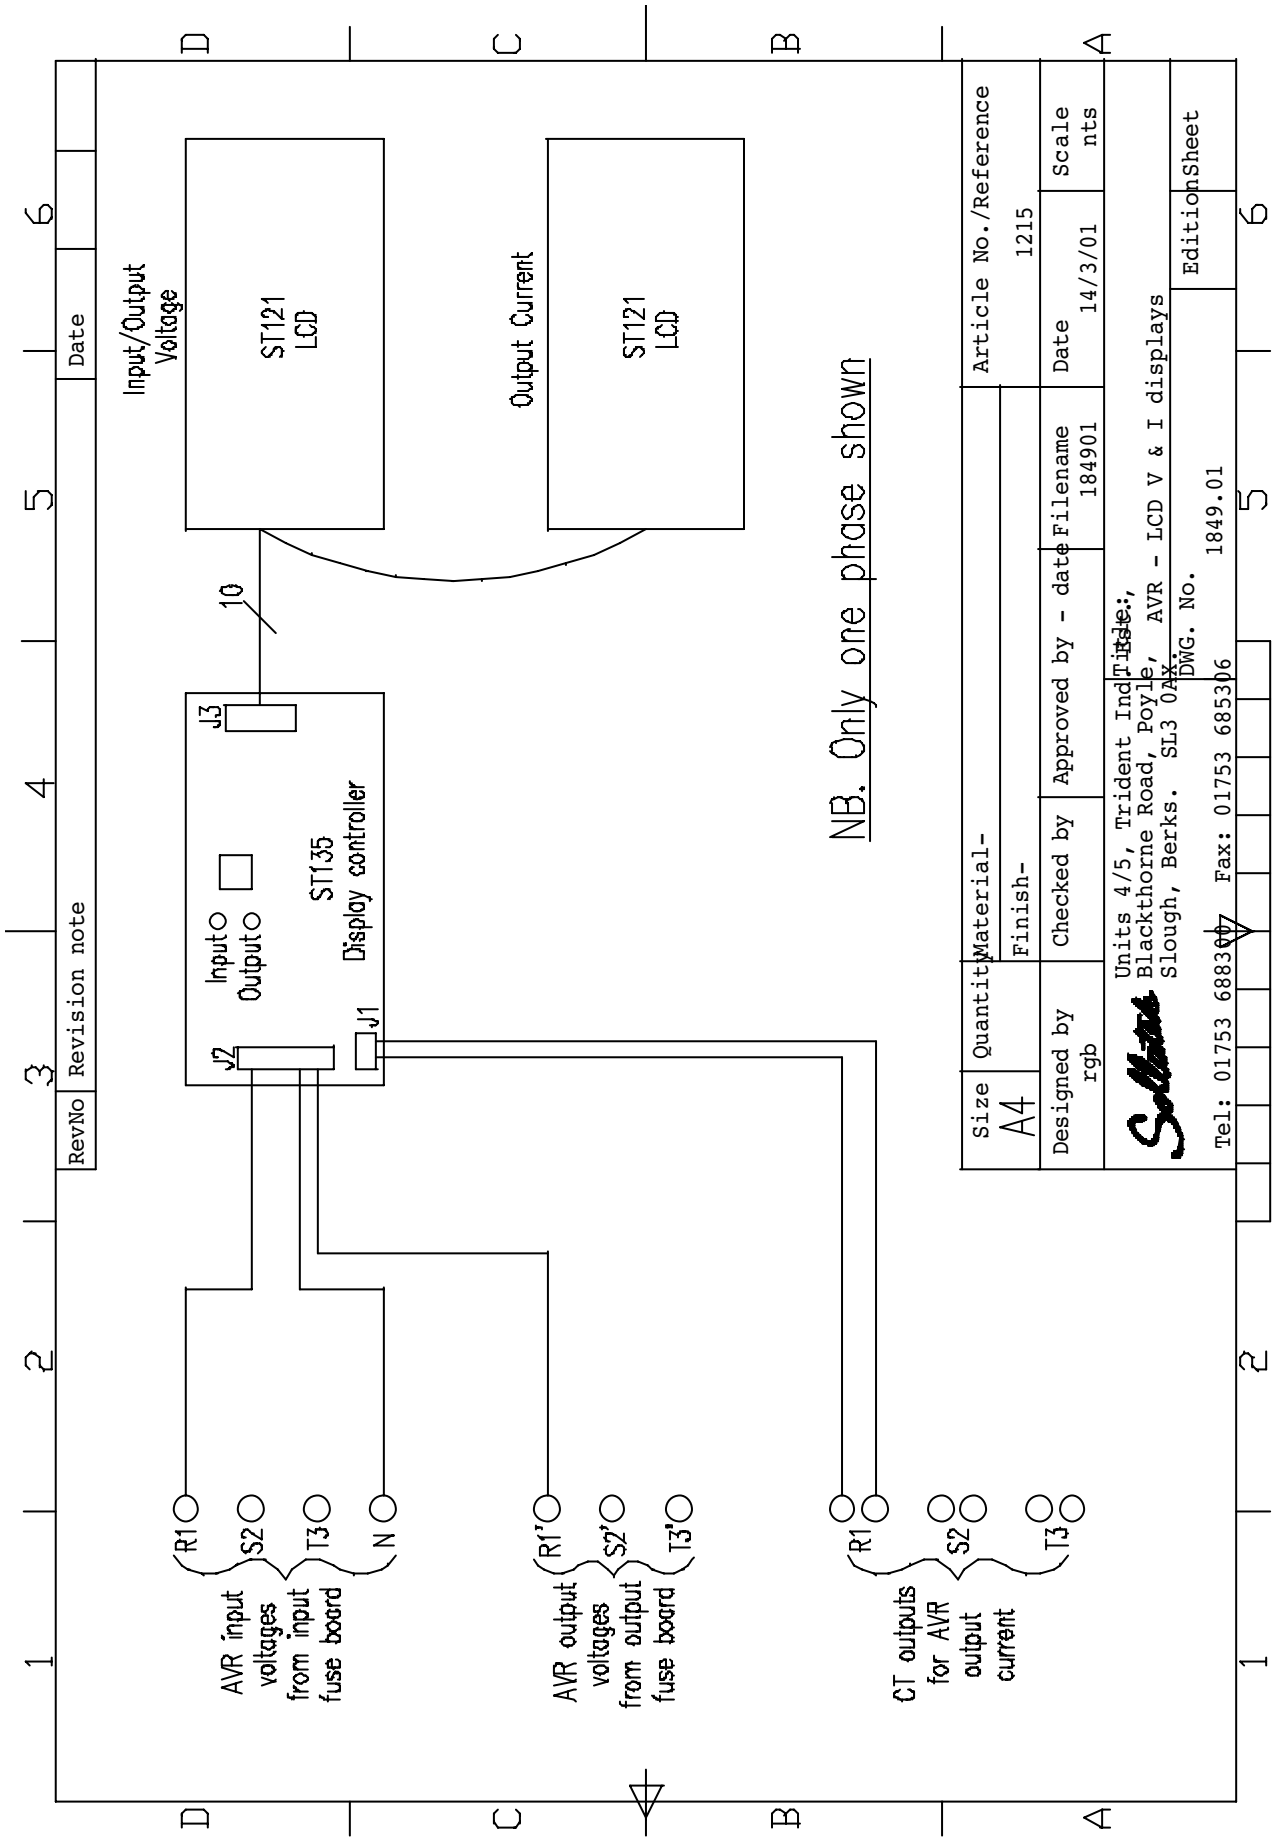 1
2
3
4
5
6
D
C
B
A
RevNo
Revision note
Date
AVR input
voltages
from input
fuse board
R1
S2
T3
N
AVR output
voltages
from output
fuse board
R1'
S2'
T3'
CT outputs
for AVR
output
current
R1
S2
T3
J2
Input
Output
J1
ST135
Display controller
J3
10
Input/Output
Voltage
ST121
LCD
Output Current
ST121
LCD
NB. Only one phase shown
Size
A4
Quantity
Material-
Finish-
Article No./Reference
1215
Designed by
rgb
Checked by
Approved by - date
Filename
184901
Date
14/3/01
Scale
nts
Sollatek
Units 4/5, Trident Ind. Est.,
Blackthorne Road, Poyle,
Slough, Berks. SL3 0AX.
Tel: 01753 688300 Fax: 01753 685306
Title:
AVR - LCD V & I displays
DWG. No.
1849.01
Edition
Sheet
D
C
B
A
1
2
5
6